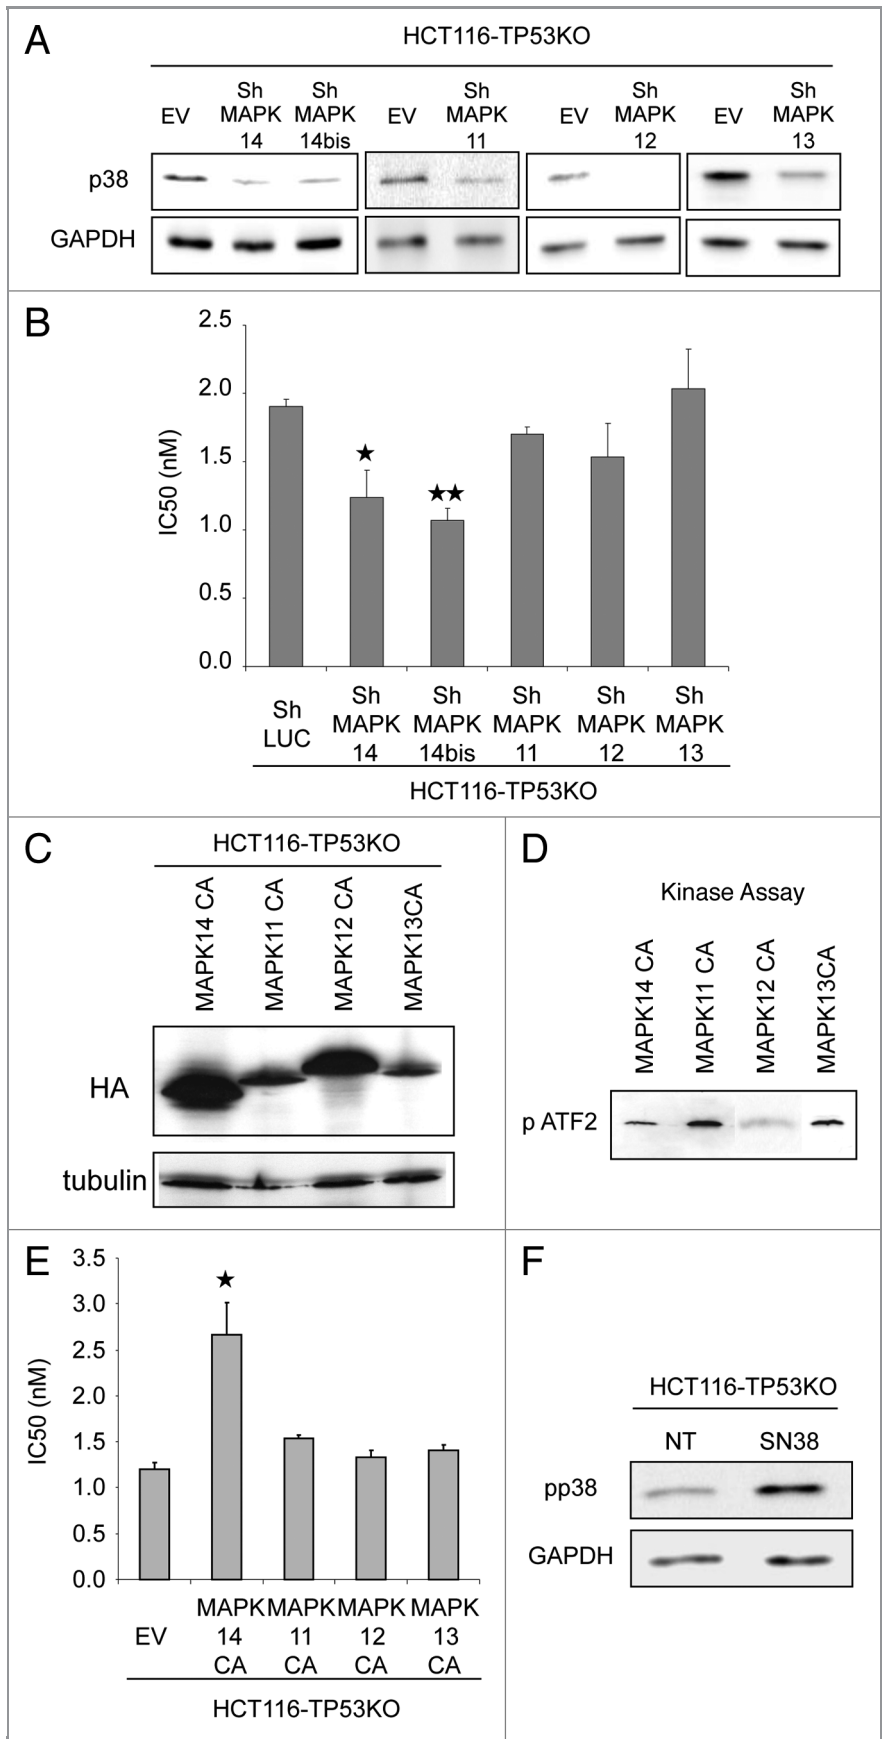 A
HCT116-TP53KO
EV
Sh
MAPK
14
Sh
MAPK
14bis
EV
Sh
MAPK
11
EV
Sh
MAPK
12
EV
Sh
MAPK
13
p38
GAPDH
B
2.5
2.0
1.5
1.0
0.5
0.0
IC50 (nM)
★
★★
Sh
LUC
Sh
MAPK
14
Sh
MAPK
14bis
Sh
MAPK
11
Sh
MAPK
12
Sh
MAPK
13
HCT116-TP53KO
C
HCT116-TP53KO
MAPK14 CA
MAPK11 CA
MAPK12 CA
MAPK13CA
HA
tubulin
D
Kinase Assay
MAPK14 CA
MAPK11 CA
MAPK12 CA
MAPK13CA
p ATF2
E
3.5
3.0
2.5
2.0
1.5
1.0
0.5
0.0
IC50 (nM)
★
EV
MAPK
14
CA
MAPK
11
CA
MAPK
12
CA
MAPK
13
CA
HCT116-TP53KO
F
HCT116-TP53KO
NT
SN38
pp38
GAPDH